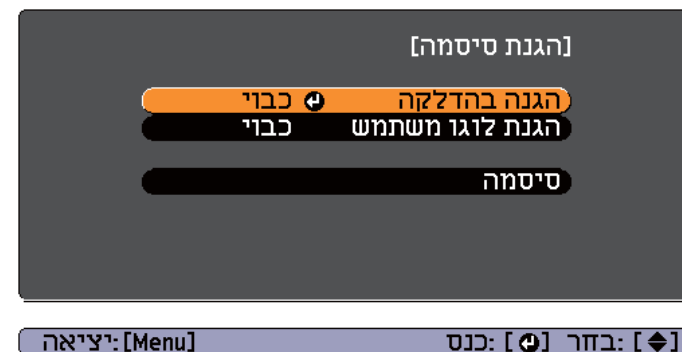 [הגנת סיסמה]
הגנה בהדלקה כבוי
הגנת לוגו משתמש כבוי
סיסמה
[ ] :בחר [ ] :כנס [Menu] :יציאה